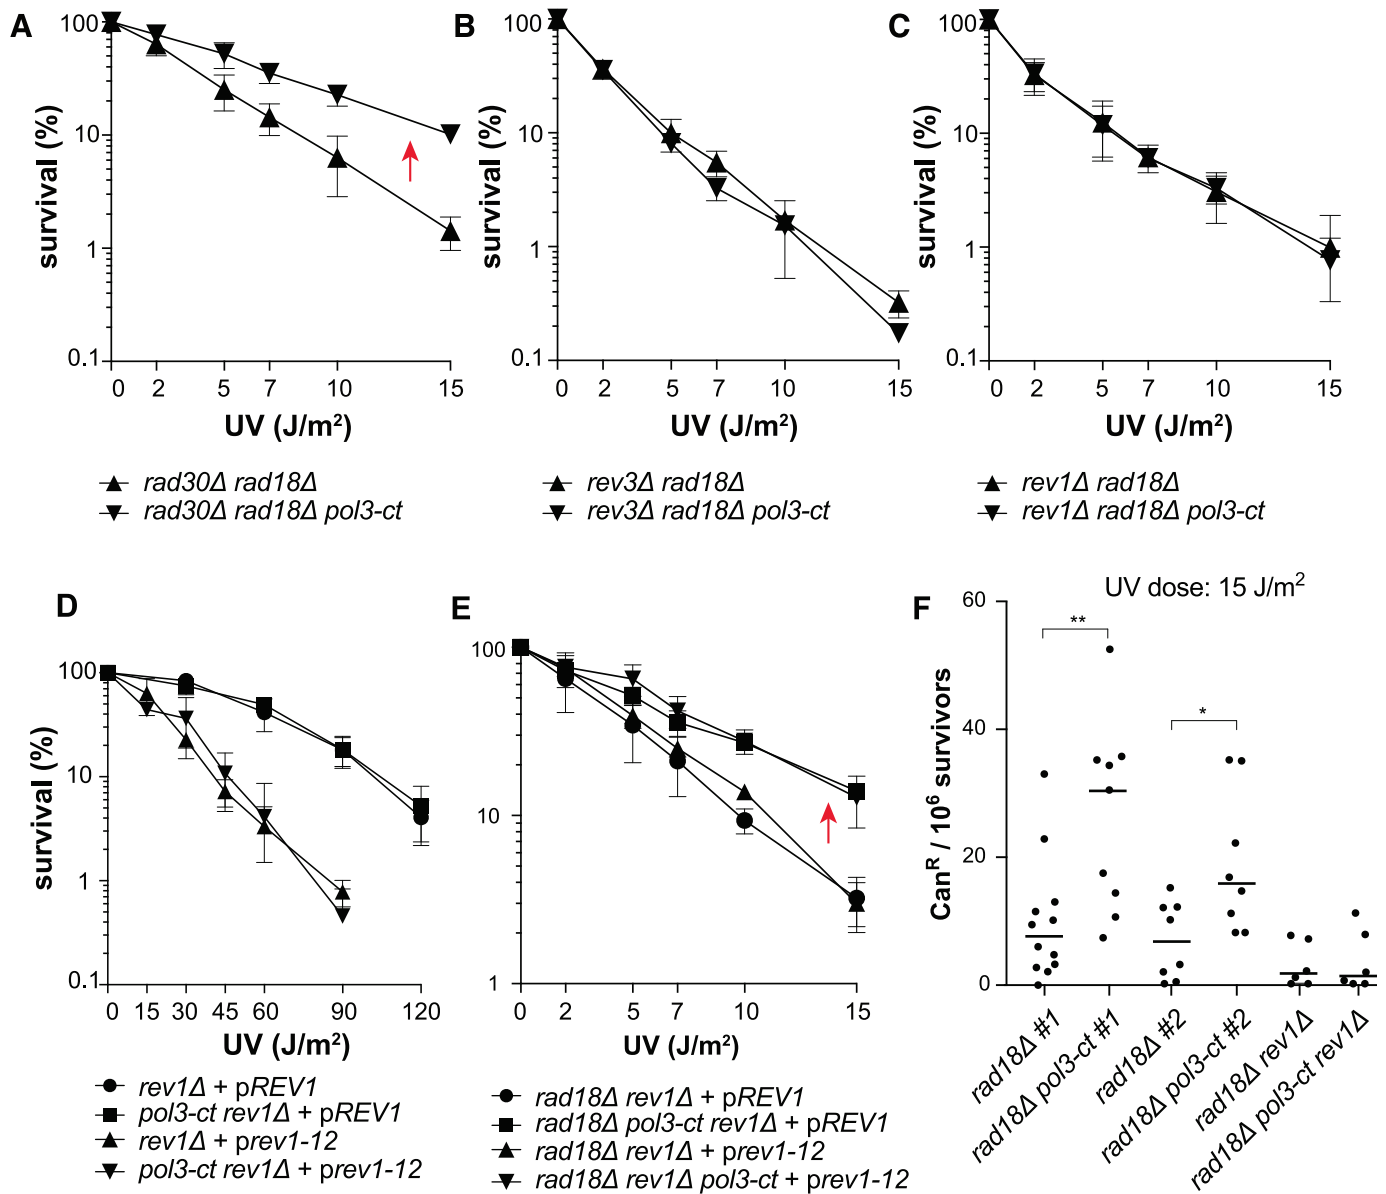 A
100
10
1
0.1
survival (%)
0 2 5 7 10 15
UV (J/m²)
rad30Δ rad18Δ
rad30Δ rad18Δ pol3-ct
B
100
10
1
0.1
survival (%)
0 2 5 7 10 15
UV (J/m²)
rev3Δ rad18Δ
rev3Δ rad18Δ pol3-ct
C
100
10
1
0.1
survival (%)
0 2 5 7 10 15
UV (J/m²)
rev1Δ rad18Δ
rev1Δ rad18Δ pol3-ct
D
100
10
1
0.1
survival (%)
0 15 30 45 60 90 120
UV (J/m²)
rev1Δ + pREV1
pol3-ct rev1Δ + pREV1
rev1Δ + prev1-12
pol3-ct rev1Δ + prev1-12
E
100
10
1
0 2 5 7 10 15
UV (J/m²)
rad18Δ rev1Δ + pREV1
rad18Δ pol3-ct rev1Δ + pREV1
rad18Δ rev1Δ + prev1-12
rad18Δ rev1Δ pol3-ct + prev1-12
F
UV dose: 15 J/m²
60
40
20
0
Can^R / 10⁶ survivors
**
*
rad18Δ #1
rad18Δ pol3-ct #1
rad18Δ #2
rad18Δ pol3-ct #2
rad18Δ rev1Δ
rad18Δ pol3-ct rev1Δ